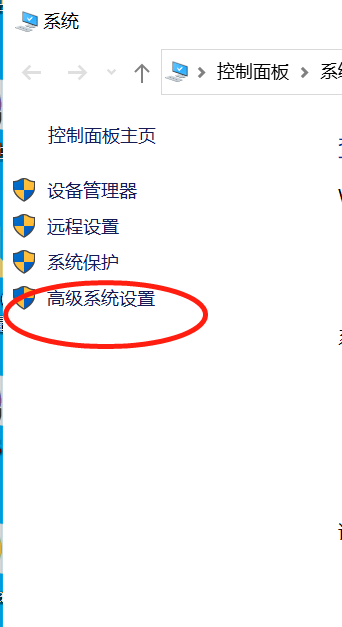 系统
控制面板
控制面板主页
设备管理器
远程设置
系统保护
高级系统设置